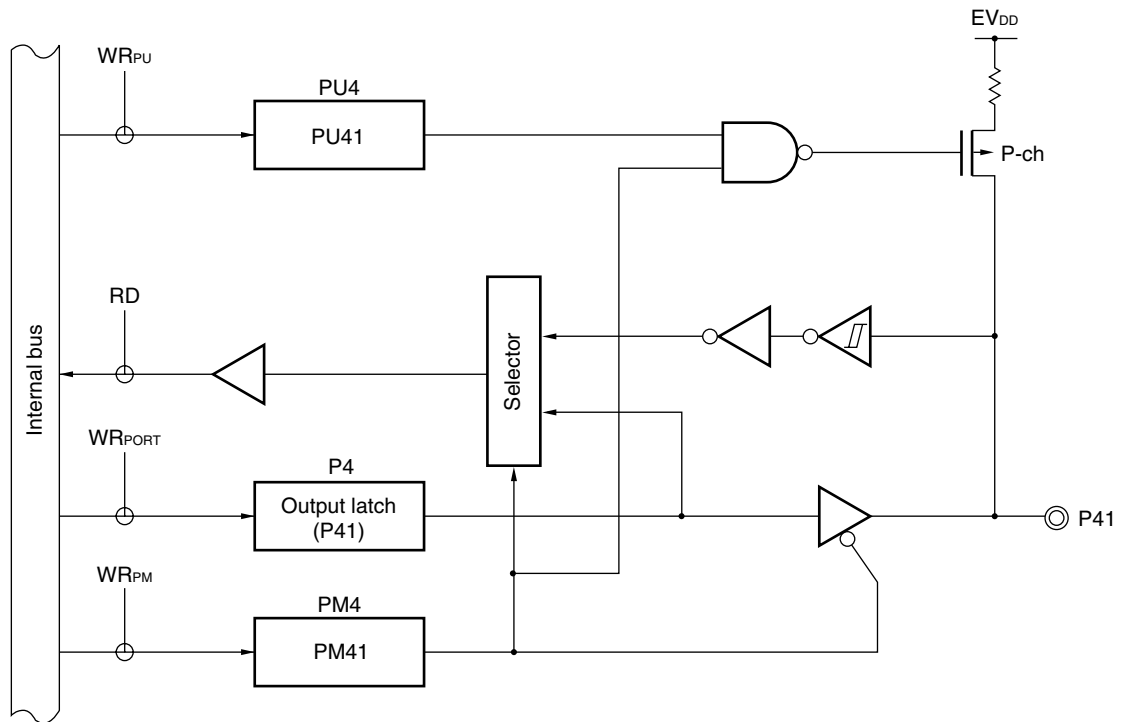 EVDD
WRPU
PU4
PU41
P-ch
RD
Selector
Internal bus
WRPORT
P4
Output latch
(P41)
P41
WRPM
PM4
PM41